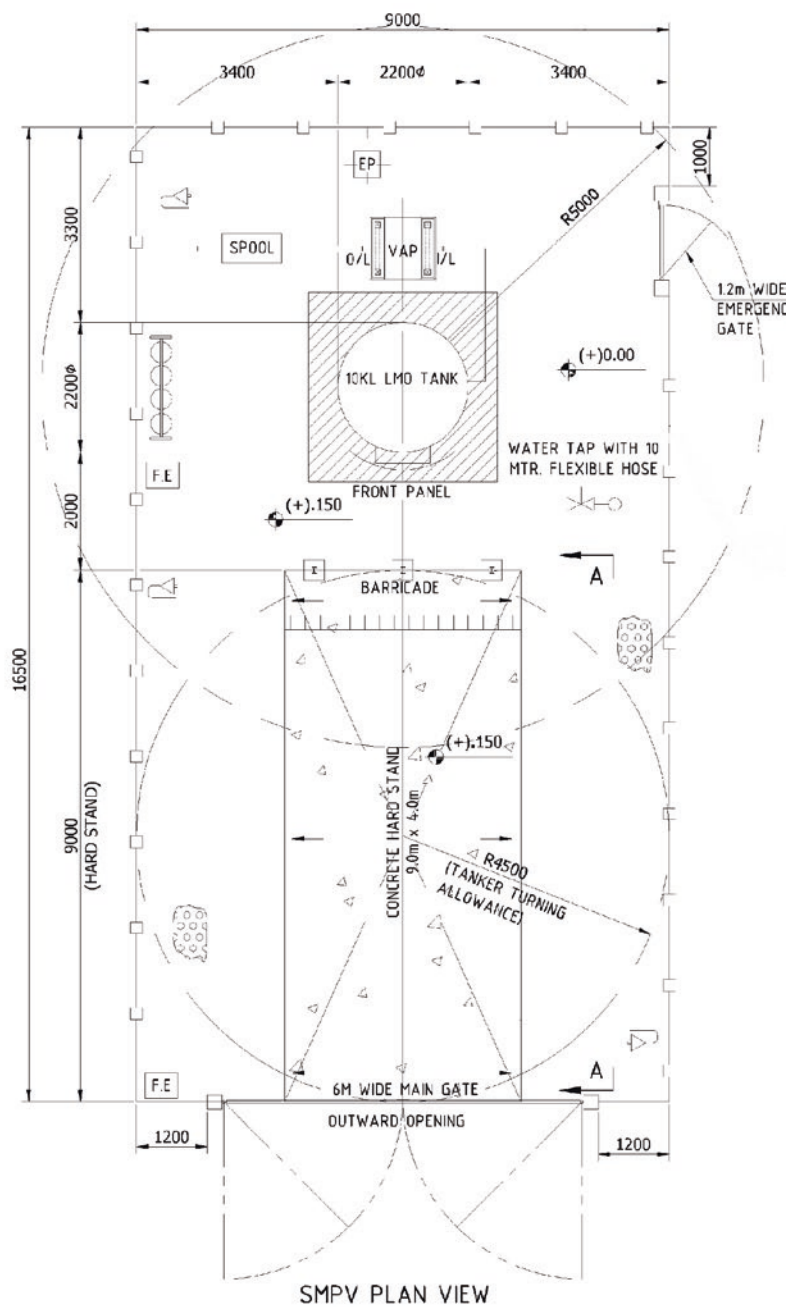 9000
3400
2200ø
3400
EP
1000
3300
R5000
SPOOL
O/L
VAP
I/L
1.2m WIDE
EMERGENC
GATE
(+)0.00
10KL LMO TANK
2200ø
WATER TAP WITH 10
MTR. FLEXIBLE HOSE
F.E
FRONT PANEL
(+).150
2000
A
BARRICADE
16500
(+).150
9000
(HARD STAND)
CONCRETE HARD STAND
9.0m x 4.0m
R4500
(TANKER TURNING
ALLOWANCE)
A
F.E
6M WIDE MAIN GATE
OUTWARD OPENING
1200
1200
SMPV PLAN VIEW